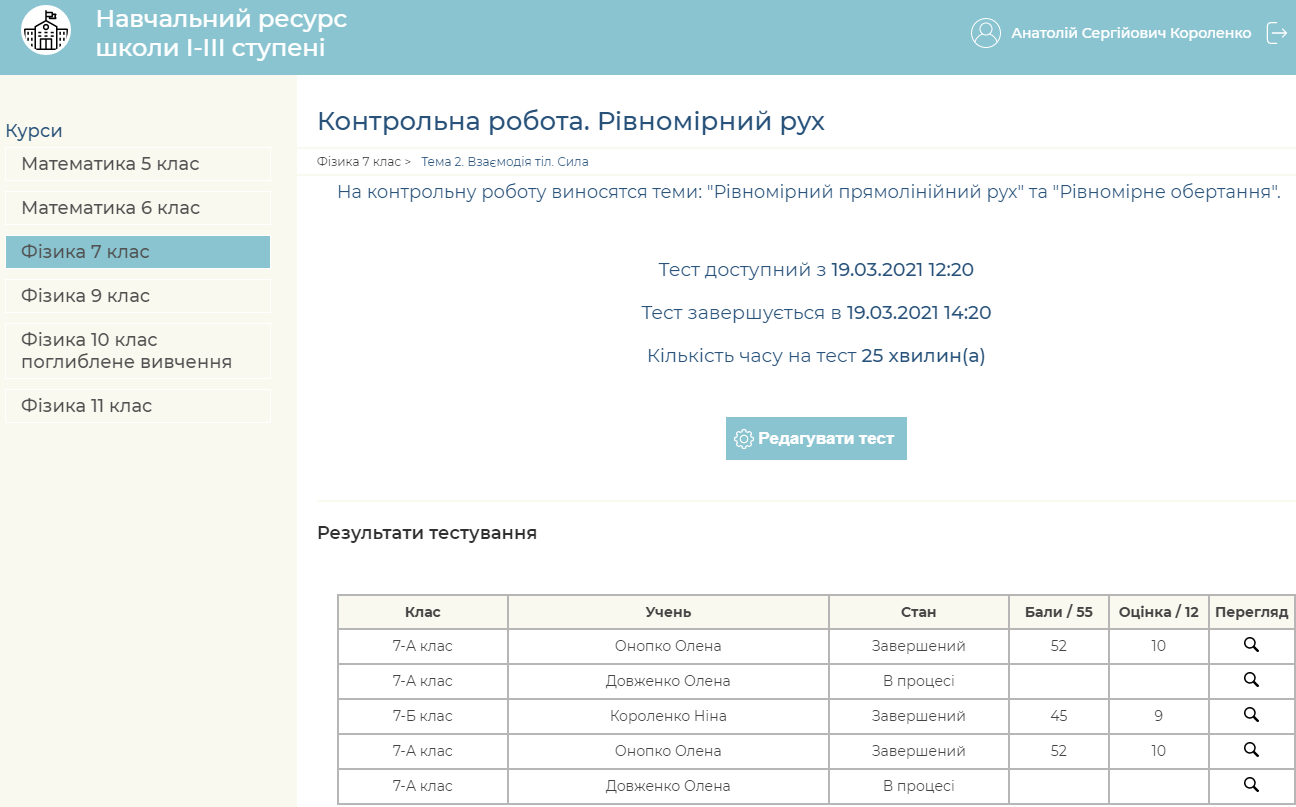 Навчальний ресурс
школи І-ІІІ ступені
Анатолій Сергійович Короленко
Курси
Математика 5 клас
Математика 6 клас
Фізика 7 клас
Фізика 9 клас
Фізика 10 клас
поглиблене вивчення
Фізика 11 клас
Контрольна робота. Рівномірний рух
Фізика 7 клас > Тема 2. Взаємодія тіл. Сила
На контрольну роботу виносятся теми: "Рівномірний прямолінійний рух" та "Рівномірне обертання".
Тест доступний з 19.03.2021 12:20
Тест завершується в 19.03.2021 14:20
Кількість часу на тест 25 хвилин(а)
Редагувати тест
Результати тестування
Клас Учень Стан Бали / 55 Оцінка / 12 Перегляд
7-А клас Онопко Олена Завершений 52 10
7-А клас Довженко Олена В процесі
7-Б клас Короленко Ніна Завершений 45 9
7-А клас Онопко Олена Завершений 52 10
7-А клас Довженко Олена В процесі